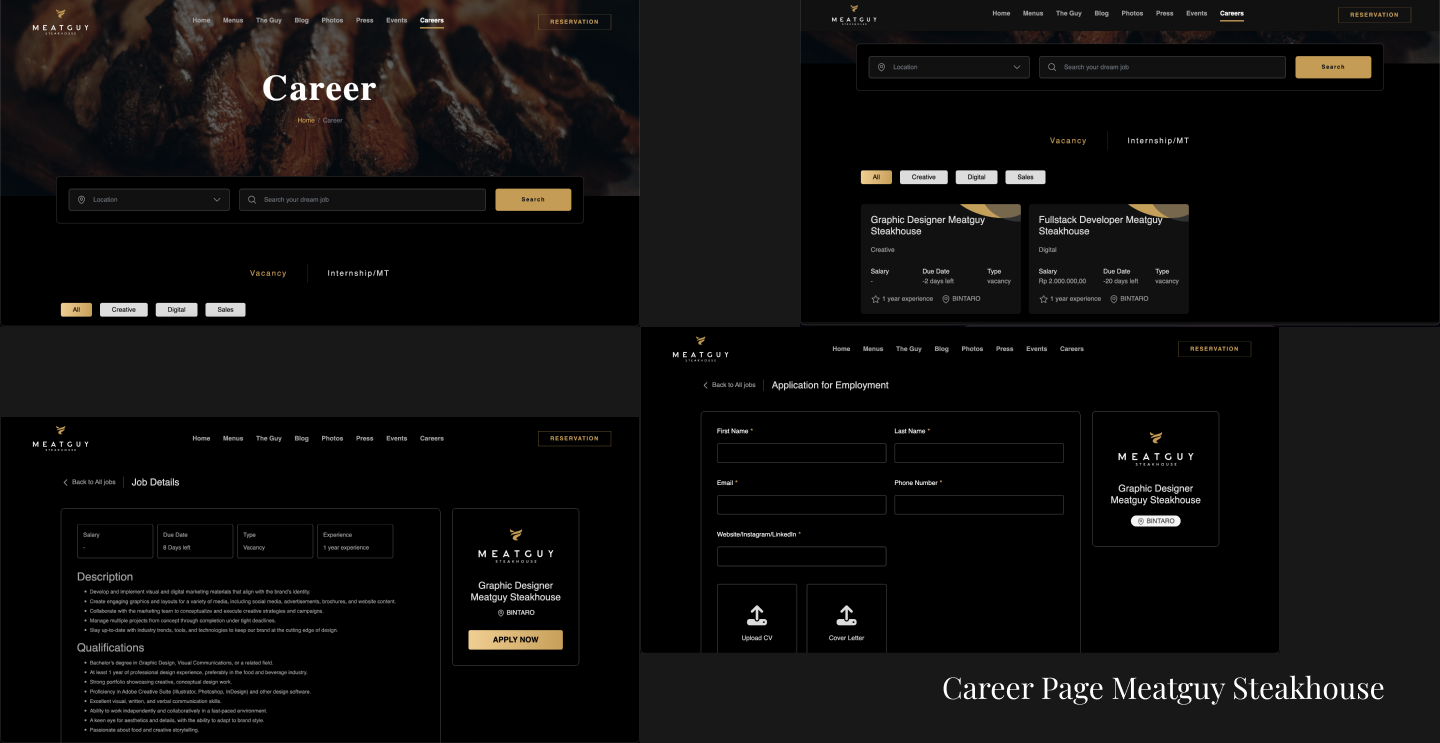 MEATGUY
STEAKHOUSE
Home Menus The Guy Blog Photos Press Events Careers
RESERVATION
Career
Home / Career
Location
Search your dream job
Search
Vacancy
Internship/MT
All Creative Digital Sales
MEATGUY
STEAKHOUSE
Home Menus The Guy Blog Photos Press Events Careers
RESERVATION
Location
Search your dream job
Search
Vacancy
Internship/MT
All Creative Digital Sales
Graphic Designer Meatguy
Steakhouse
Creative
Salary Due Date Type
- -2 days left vacancy
1 year experience BINTARO
Fullstack Developer Meatguy
Steakhouse
Digital
Salary Due Date Type
Rp 2.000.000,00 -20 days left vacancy
1 year experience BINTARO
MEATGUY
STEAKHOUSE
Home Menus The Guy Blog Photos Press Events Careers
RESERVATION
Back to All jobs
Job Details
Salary Due Date Type Experience
- 8 Days left Vacancy 1 year experience
Description
• Develop and implement visual and digital marketing materials that align with the brand's identity.
• Create engaging graphics and layouts for a variety of media, including social media, advertisements, brochures, and website content.
• Collaborate with the marketing team to conceptualize and execute creative strategies and campaigns.
• Manage multiple projects from concept through completion under tight deadlines.
• Stay up-to-date with industry trends, tools, and technologies to keep our brand at the cutting edge of design.
Qualifications
• Bachelor's degree in Graphic Design, Visual Communications, or a related field.
• At least 1 year of professional design experience, preferably in the food and beverage industry.
• Strong portfolio showcasing creative, conceptual design work.
• Proficiency in Adobe Creative Suite (Illustrator, Photoshop, InDesign) and other design software.
• Excellent visual, written, and verbal communication skills.
• Ability to work independently and collaboratively in a fast-paced environment.
• A keen eye for aesthetics and details, with the ability to adapt to brand style.
• Passionate about food and creative storytelling.
MEATGUY
STEAKHOUSE
Graphic Designer
Meatguy Steakhouse
BINTARO
APPLY NOW
MEATGUY
STEAKHOUSE
Home Menus The Guy Blog Photos Press Events Careers
RESERVATION
Back to All jobs
Application for Employment
First Name *
Last Name *
Email *
Phone Number *
Website/Instagram/LinkedIn *
Upload CV
Cover Letter
MEATGUY
STEAKHOUSE
Graphic Designer
Meatguy Steakhouse
BINTARO
Career Page Meatguy Steakhouse